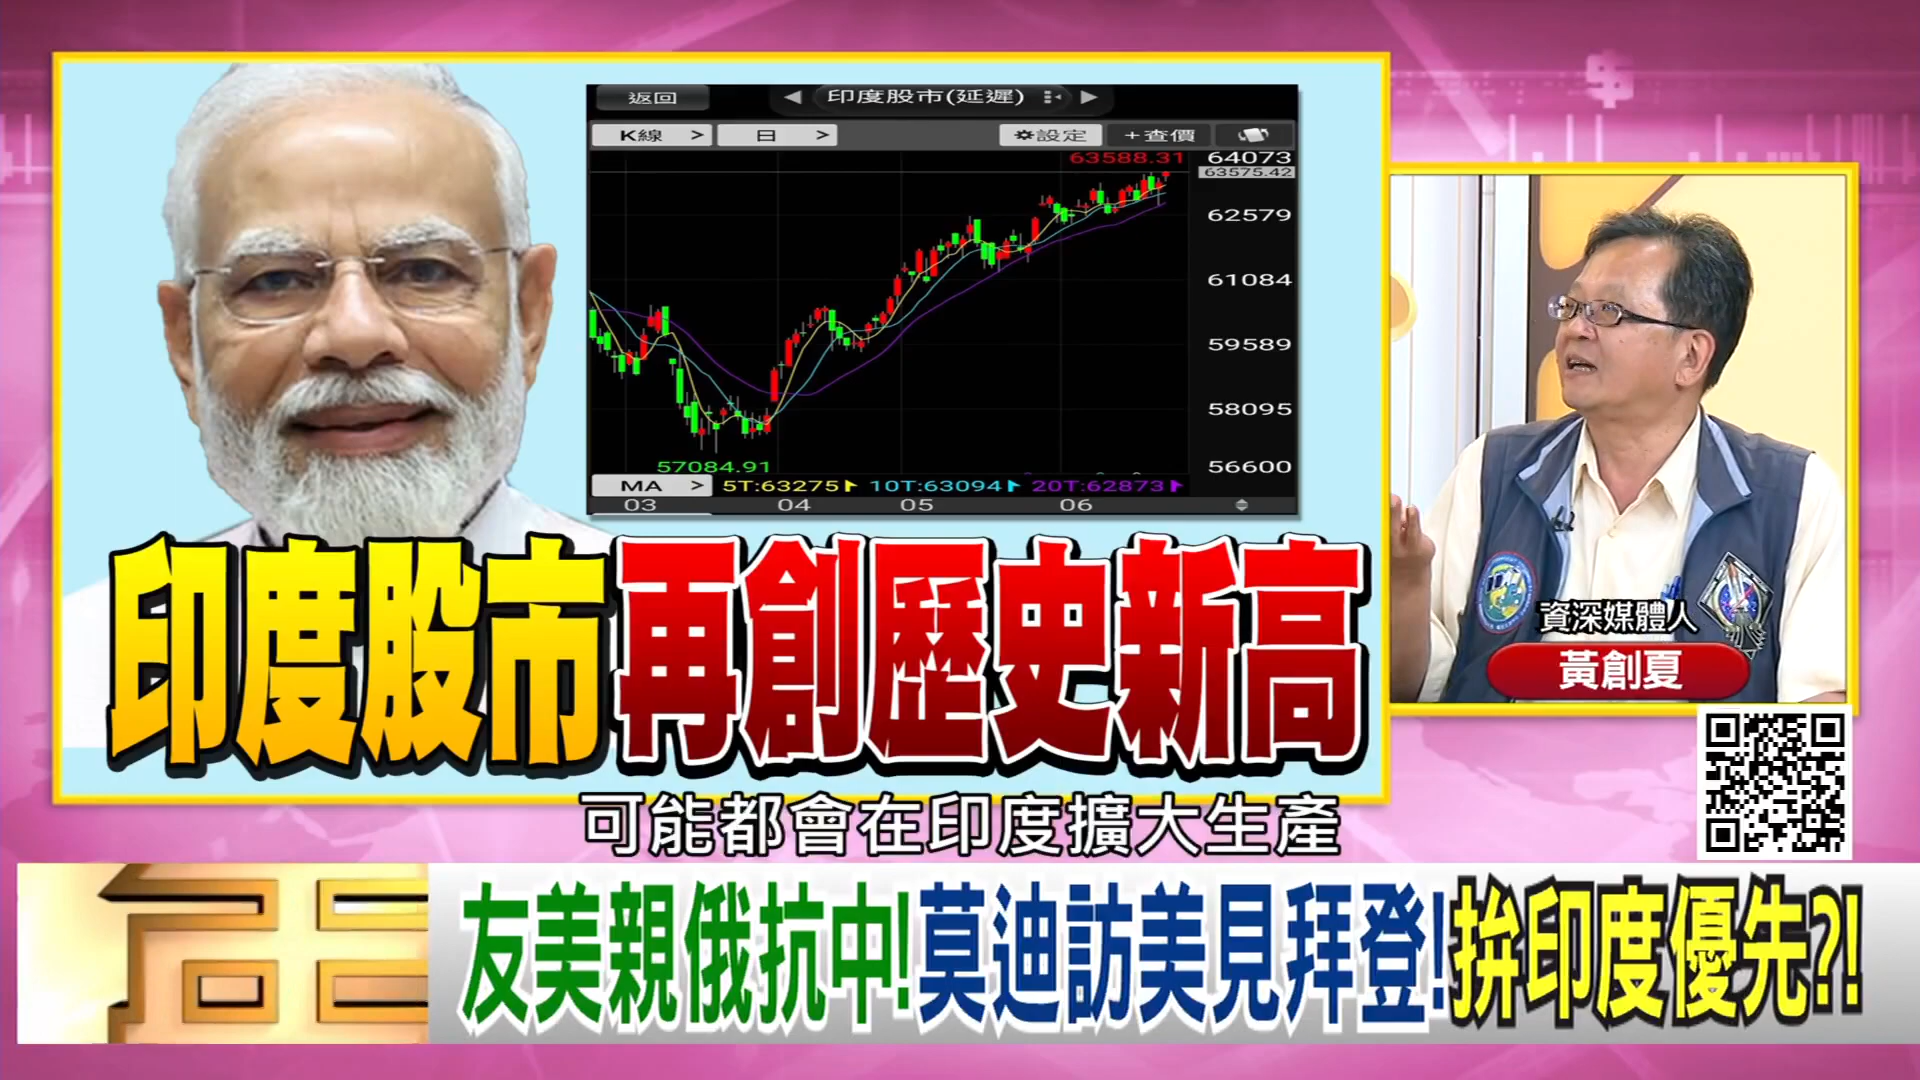 返回
印度股市(延遲)
K線 >
日 >
設定
+查價
63588.31
64073
63575.42
62579
61084
59589
58095
57084.91
56600
MA >
5T:63275
10T:63094
20T:62873
03
04
05
06
印度股市再創歷史新高
資深媒體人
黃創夏
可能都會在印度擴大生產
友美親俄抗中!莫迪訪美見拜登!拚印度優先?!